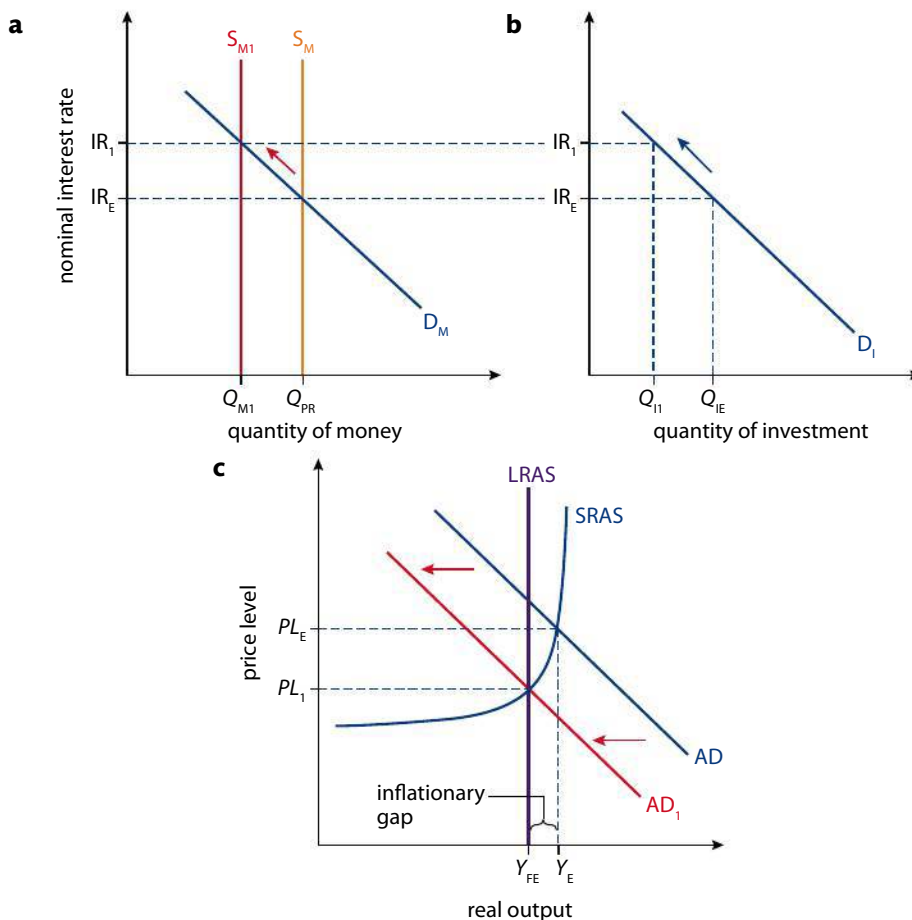 a
S_M1
S_M
nominal interest rate
IR_1
IR_E
D_M
Q_M1
Q_PR
quantity of money
b
IR_1
IR_E
D_I
Q_I1
Q_IE
quantity of investment
c
LRAS
SRAS
price level
PL_E
PL_1
AD
AD_1
inflationary
gap
Y_FE
Y_E
real output